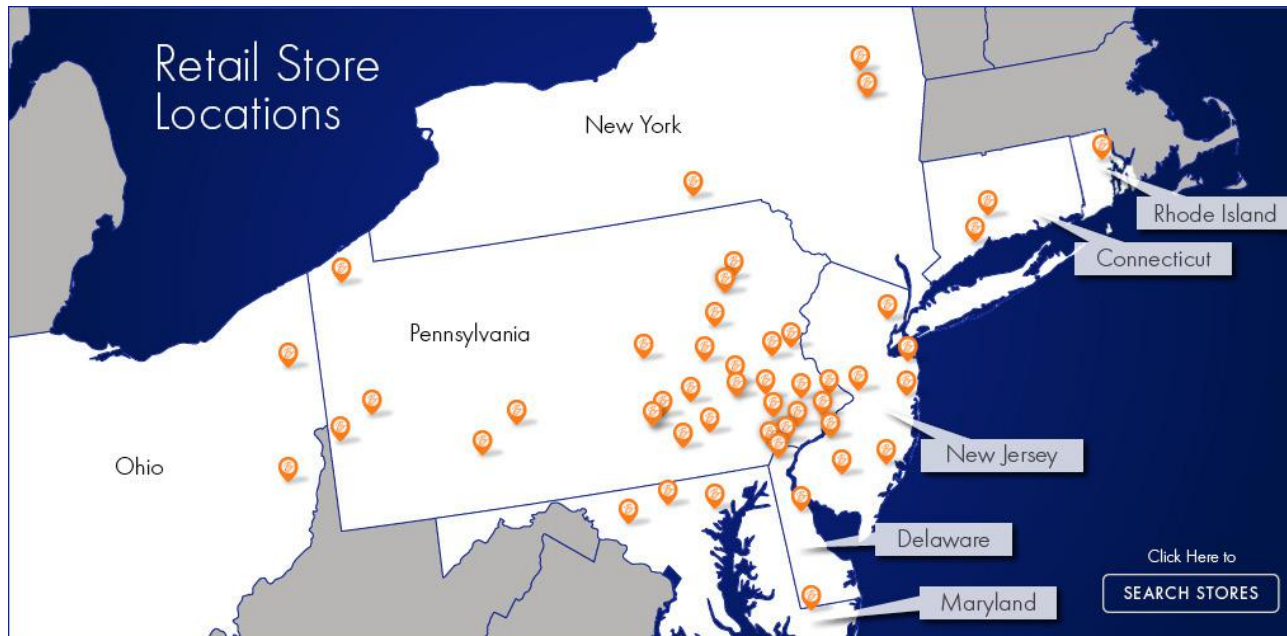 Retail Store
Locations
New York
Rhode Island
Connecticut
Pennsylvania
Ohio
New Jersey
Delaware
Click Here to
SEARCH STORES
Maryland